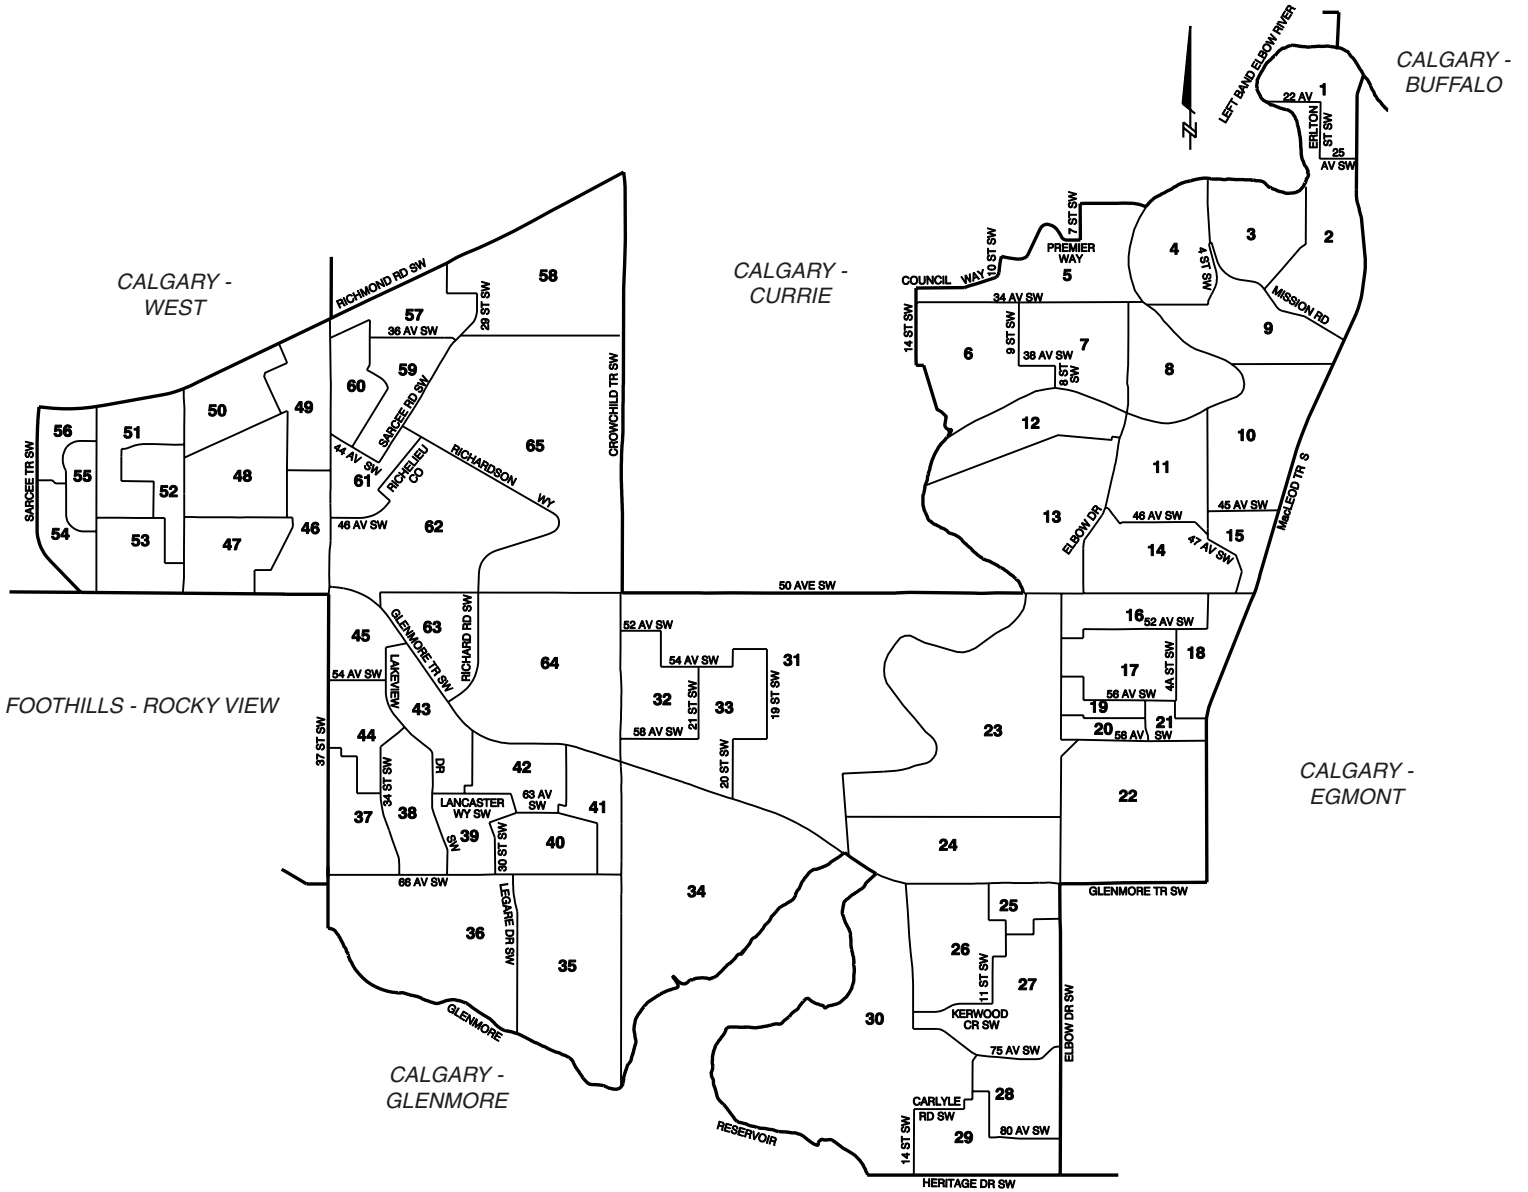 LEFT BAND ELBOW RIVER
CALGARY -
BUFFALO
1
22 AV
ERLTON
ST SW
25
AV SW
7 ST SW
10 ST SW
PREMIER
WAY
5
4
4 ST SW
3
2
CALGARY -
WEST
RICHMOND RD SW
58
CALGARY -
CURRIE
COUNCIL WAY
34 AV SW
MISSION RD
57
29 ST SW
36 AV SW
14 ST SW
9 ST SW
6
7
38 AV SW
8 ST
SW
8
9
59
60
SARCEE RD SW
CROWCHILD TR SW
50
49
56
51
44 AV SW
65
12
10
SARCEE TR SW
55
52
48
61
RICHELIEU
CO
RICHARDSON WY
11
MacLEOD TR S
54
53
47
46
46 AV SW
62
13
ELBOW DR
46 AV SW
45 AV SW
14
47 AV SW
15
50 AVE SW
45
GLENMORE TR SW
63
RICHARD RD SW
64
52 AV SW
54 AV SW
31
16
52 AV SW
18
54 AV SW
LAKEVIEW
DR
SW
17
4A ST SW
FOOTHILLS - ROCKY VIEW
43
32
21 ST SW
33
19 ST SW
56 AV SW
19
20
21
58 AV
SW
37 ST SW
44
58 AV SW
23
34 ST SW
42
20 ST SW
CALGARY -
EGMONT
22
37
38
LANCASTER
WY SW
63 AV
SW
41
39
30 ST SW
40
24
66 AV SW
34
GLENMORE TR SW
36
LEGARE DR SW
35
25
26
11 ST SW
27
GLENMORE
30
KERWOOD
CR SW
ELBOW DR SW
75 AV SW
CALGARY -
GLENMORE
28
CARLYLE
RD SW
RESERVOIR
14 ST SW
29
80 AV SW
HERITAGE DR SW
N